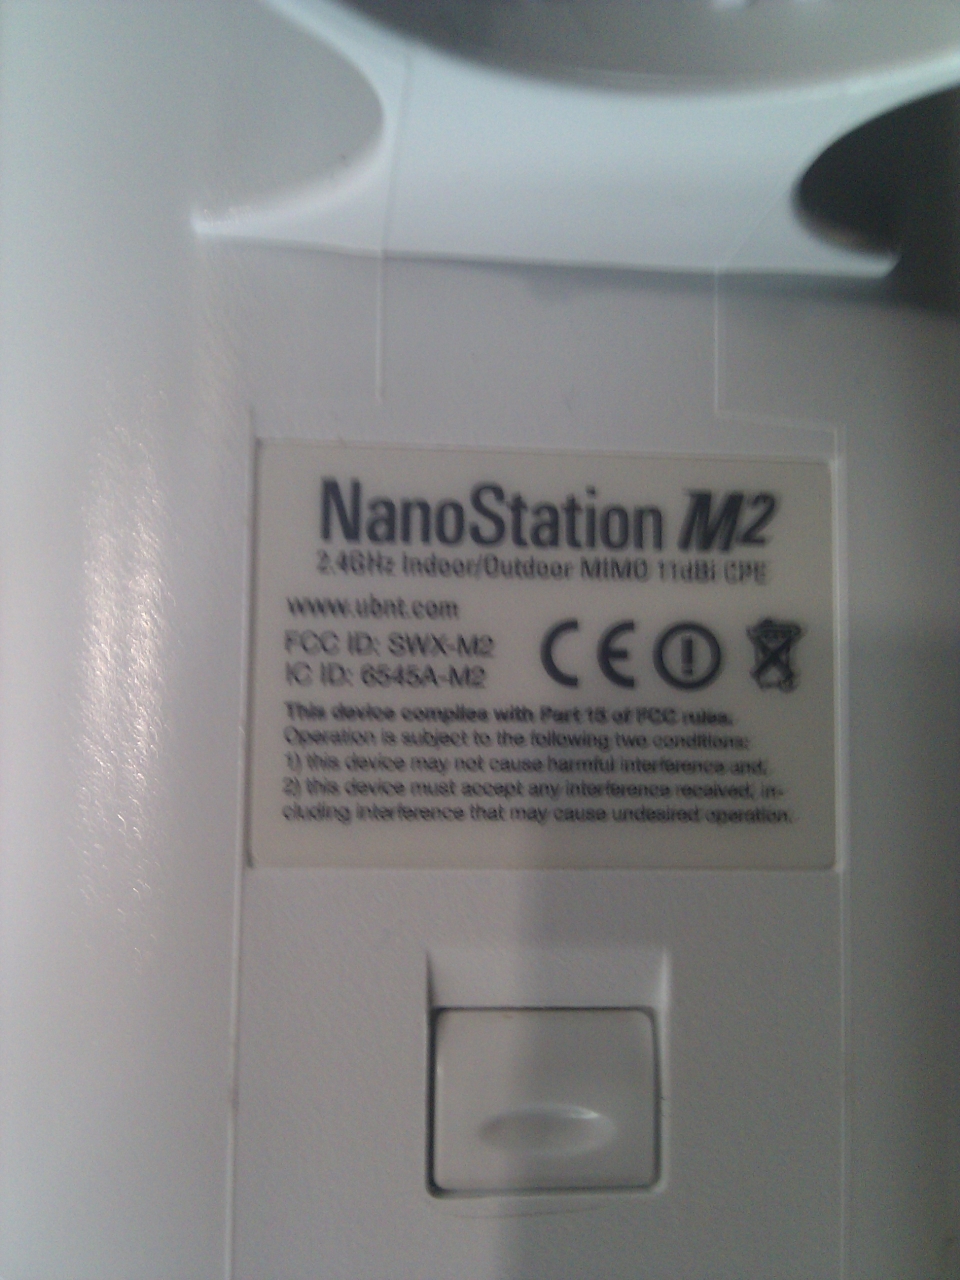 NanoStation M2
2.4GHz Indoor/Outdoor MIMO 11dBi CPE
www.ubnt.com
FCC ID: SWX-M2
IC ID: 6545A-M2
CE
This device complies with Part 15 of FCC rules.
Operation is subject to the following two conditions:
1) this device may not cause harmful interference and,
2) this device must accept any interference received, in-
cluding interference that may cause undesired operation.